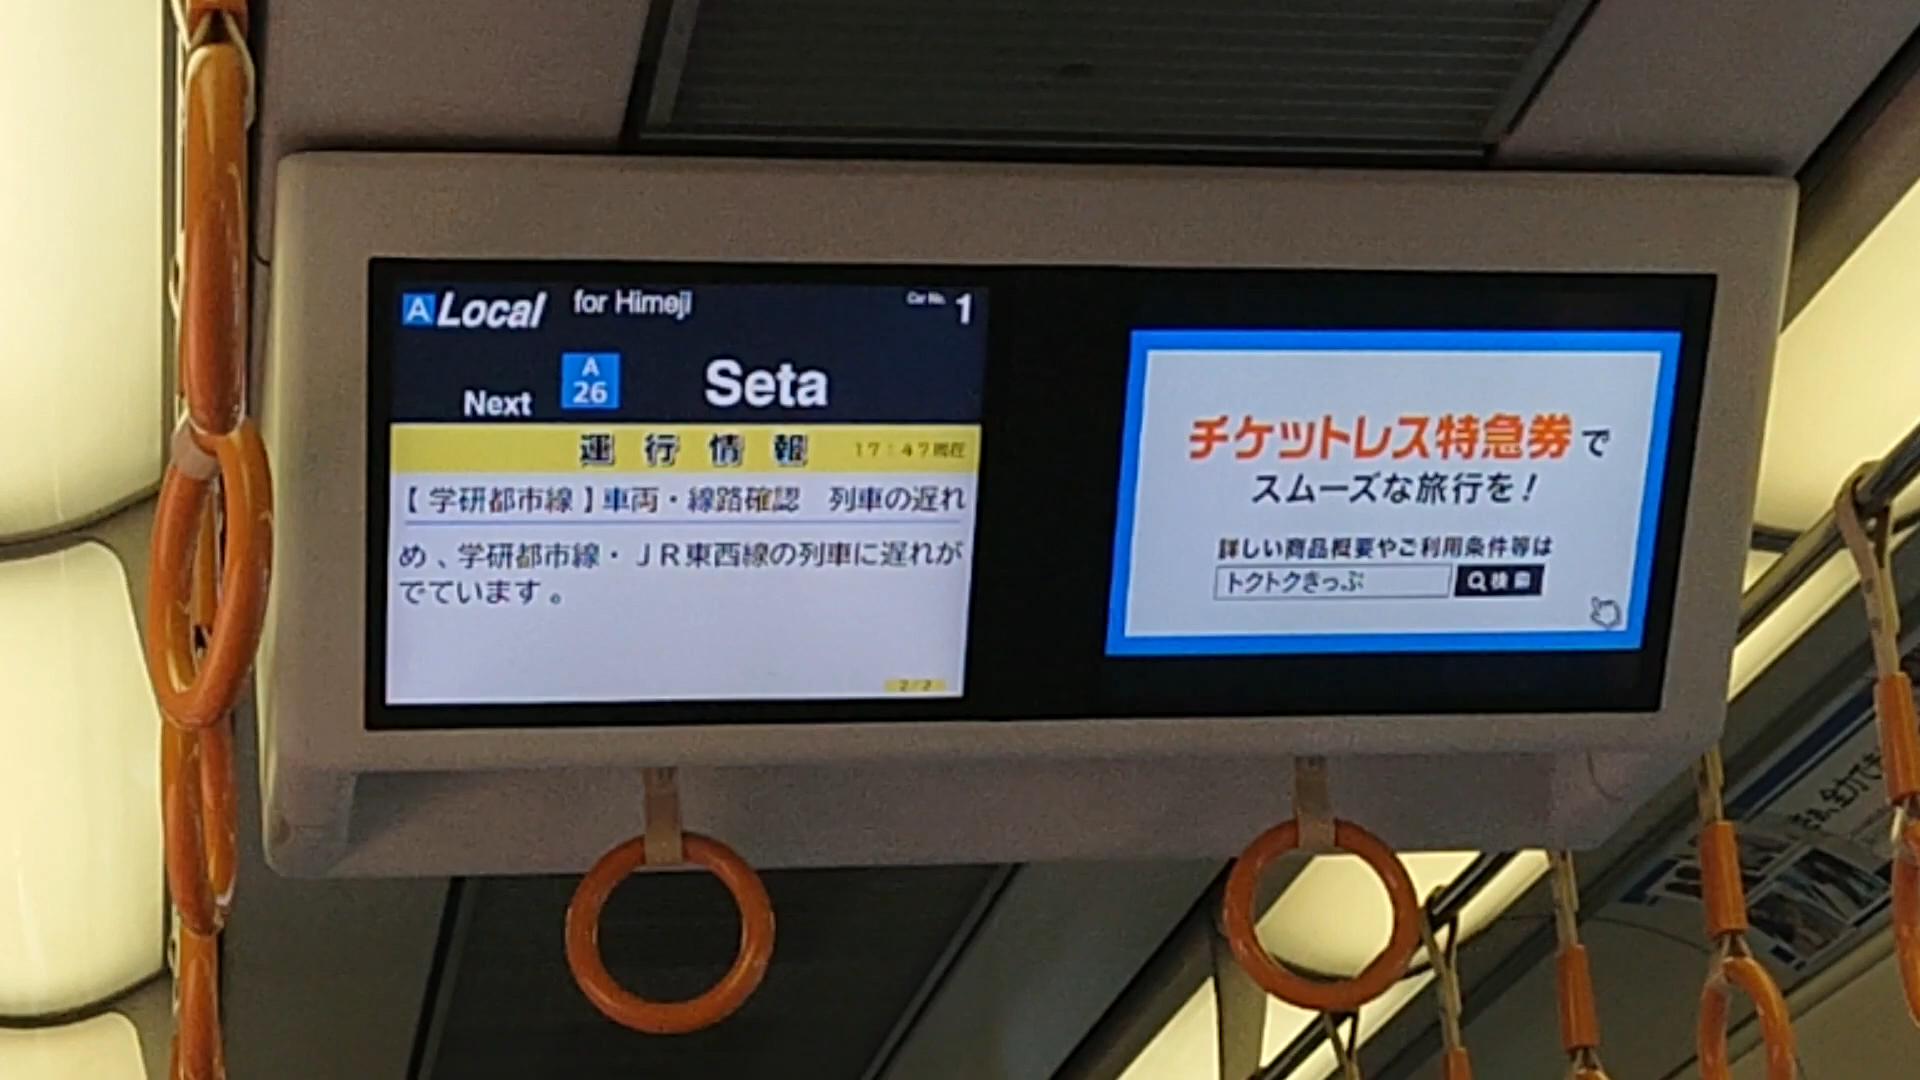 A Local for Himeji Car No. 1
Next A 26 Seta
運行情報 17:47現在
【学研都市線】車両・線路確認 列車の遅れ
め、学研都市線・JR東西線の列車に遅れが
でています。
2/2
チケットレス特急券で
スムーズな旅行を!
詳しい商品概要やご利用条件等は
トクトクきっぷ 検索